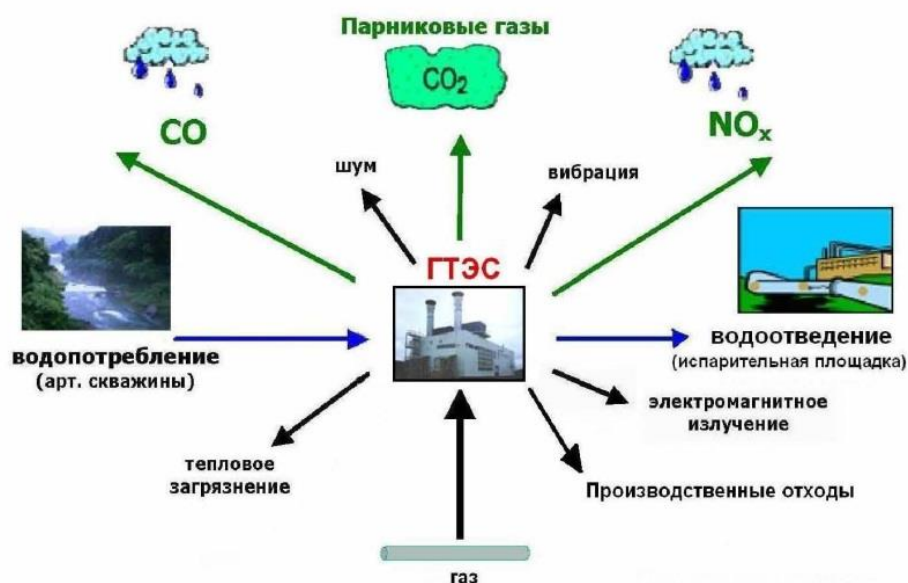 Парниковые газы
CO₂
CO
NOₓ
шум
вибрация
ГТЭС
водопотребление
(арт. скважины)
водоотведение
(испарительная площадка)
электромагнитное
излучение
тепловое
загрязнение
Производственные отходы
газ